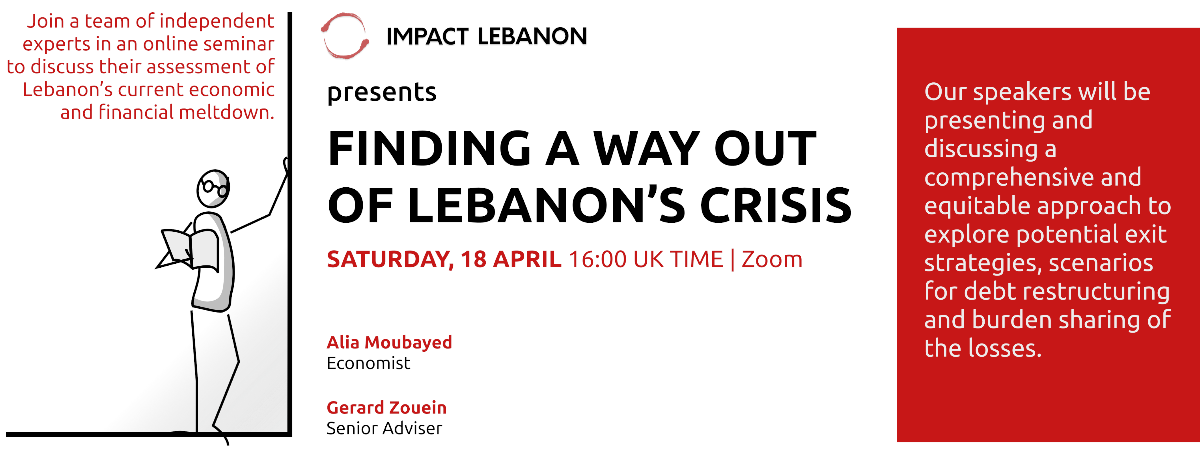 Join a team of independent
experts in an online seminar
to discuss their assessment of
Lebanon’s current economic
and financial meltdown.
IMPACT LEBANON
presents
FINDING A WAY OUT
OF LEBANON’S CRISIS
SATURDAY, 18 APRIL 16:00 UK TIME | Zoom
Alia Moubayed
Economist
Gerard Zouein
Senior Adviser
Our speakers will be
presenting and
discussing a
comprehensive and
equitable approach to
explore potential exit
strategies, scenarios
for debt restructuring
and burden sharing of
the losses.